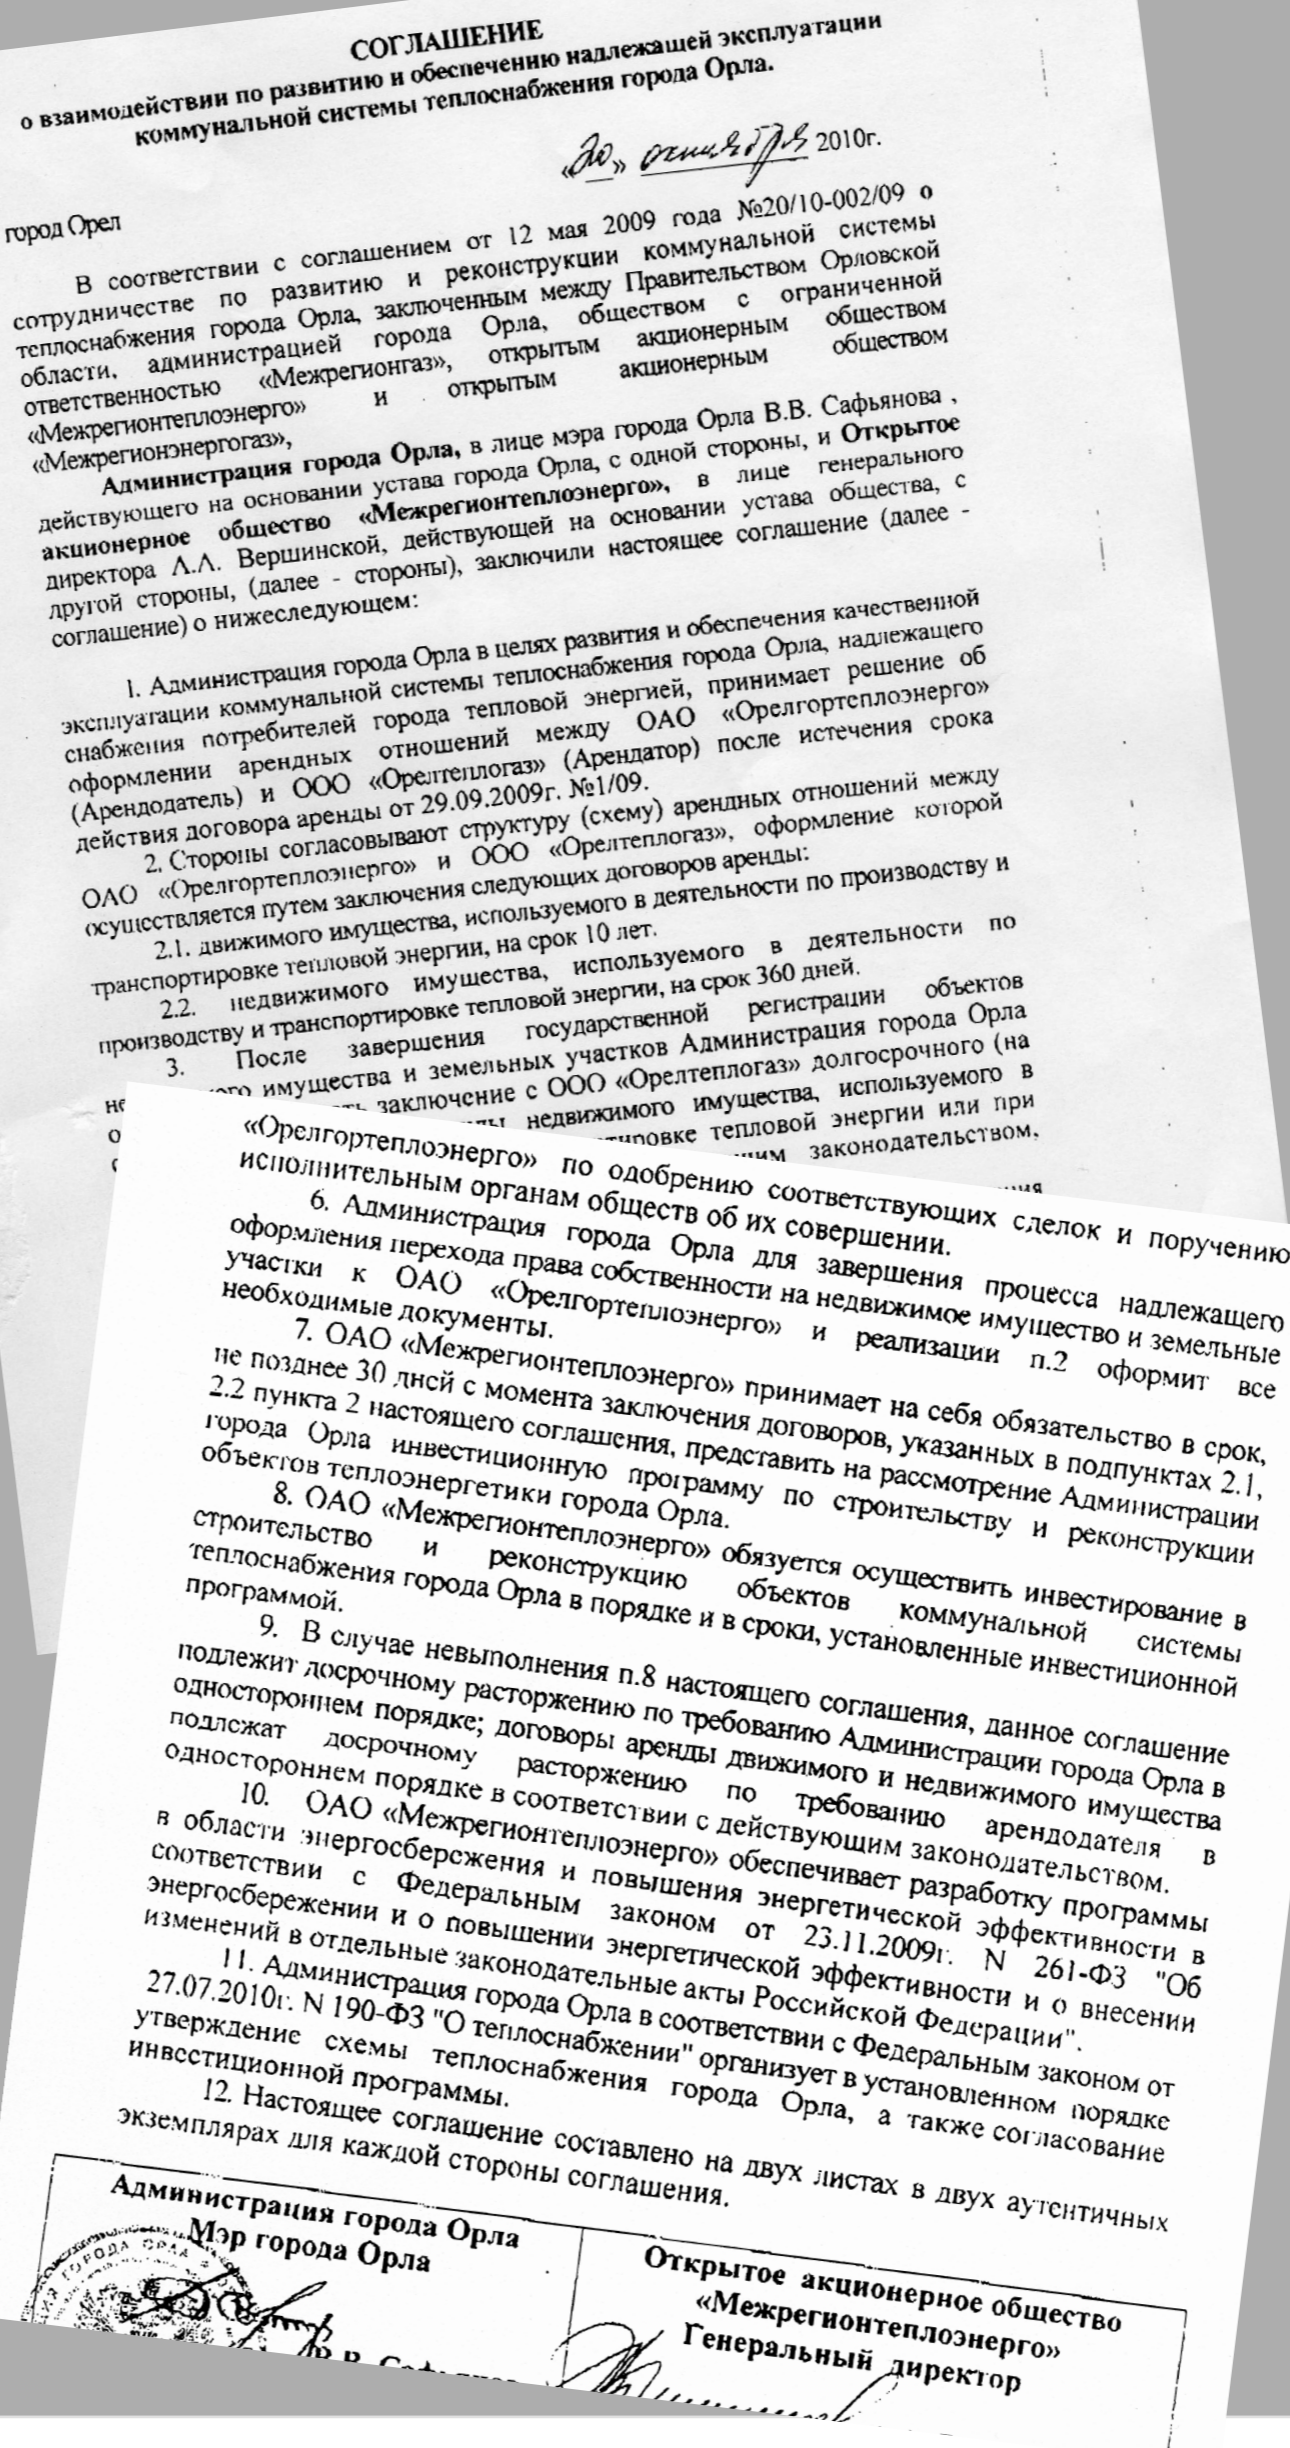 СОГЛАШЕНИЕ
о взаимодействии по развитию и обеспечению надлежащей эксплуатации
коммунальной системы теплоснабжения города Орла.
«20» октября 2010г.
город Орел
В соответствии с соглашением от 12 мая 2009 года №20/10-002/09 о
сотрудничестве по развитию и реконструкции коммунальной системы
теплоснабжения города Орла, заключенным между Правительством Орловской
области, администрацией города Орла, обществом с ограниченной
ответственностью «Межрегионгаз», открытым акционерным обществом
«Межрегионтеплоэнерго» и открытым акционерным обществом
«Межрегионэнергогаз»,
Администрация города Орла, в лице мэра города Орла В.В. Сафьянова ,
действующего на основании устава города Орла, с одной стороны, и Открытое
акционерное общество «Межрегионтеплоэнерго», в лице генерального
директора Л.Л. Вершинской, действующей на основании устава общества, с
другой стороны, (далее - стороны), заключили настоящее соглашение (далее -
соглашение) о нижеследующем:
1. Администрация города Орла в целях развития и обеспечения качественной
эксплуатации коммунальной системы теплоснабжения города Орла, надлежащего
снабжения потребителей города тепловой энергией, принимает решение об
оформлении арендных отношений между ОАО «Орелгортеплоэнерго»
(Арендодатель) и ООО «Орелтеплогаз» (Арендатор) после истечения срока
действия договора аренды от 29.09.2009г. №1/09.
2. Стороны согласовывают структуру (схему) арендных отношений между
ОАО «Орелгортеплоэнерго» и ООО «Орелтеплогаз», оформление которой
осуществляется путем заключения следующих договоров аренды:
2.1. движимого имущества, используемого в деятельности по производству и
транспортировке тепловой энергии, на срок 10 лет.
2.2. недвижимого имущества, используемого в деятельности по
производству и транспортировке тепловой энергии, на срок 360 дней.
3. После завершения государственной регистрации объектов
имущества и земельных участков Администрация города Орла
заключение с ООО «Орелтеплогаз» долгосрочного (на
недвижимого имущества, используемого в
тепловой энергии или при
законодательством,
«Орелгортеплоэнерго» по одобрению соответствующих сделок и поручению
исполнительным органам обществ об их совершении.
6. Администрация города Орла для завершения процесса надлежащего
оформления перехода права собственности на недвижимое имущество и земельные
участки к ОАО «Орелгортеплоэнерго» и реализации п.2 оформит все
необходимые документы.
7. ОАО «Межрегионтеплоэнерго» принимает на себя обязательство в срок,
не позднее 30 дней с момента заключения договоров, указанных в подпунктах 2.1,
2.2 пункта 2 настоящего соглашения, представить на рассмотрение Администрации
города Орла инвестиционную программу по строительству и реконструкции
объектов теплоэнергетики города Орла.
8. ОАО «Межрегионтеплоэнерго» обязуется осуществить инвестирование в
строительство и реконструкцию объектов коммунальной системы
теплоснабжения города Орла в порядке и в сроки, установленные инвестиционной
программой.
9. В случае невыполнения п.8 настоящего соглашения, данное соглашение
подлежит досрочному расторжению по требованию Администрации города Орла в
одностороннем порядке; договоры аренды движимого и недвижимого имущества
подлежат досрочному расторжению по требованию арендодателя в
одностороннем порядке в соответствии с действующим законодательством.
10. ОАО «Межрегионтеплоэнерго» обеспечивает разработку программы
в области энергосбережения и повышения энергетической эффективности в
соответствии с Федеральным законом от 23.11.2009г. N 261-ФЗ "Об
энергосбережении и о повышении энергетической эффективности и о внесении
изменений в отдельные законодательные акты Российской Федерации".
11. Администрация города Орла в соответствии с Федеральным законом от
27.07.2010г. N 190-ФЗ "О теплоснабжении" организует в установленном порядке
утверждение схемы теплоснабжения города Орла, а также согласование
инвестиционной программы.
12. Настоящее соглашение составлено на двух листах в двух аутентичных
экземплярах для каждой стороны соглашения.
Администрация города Орла
Мэр города Орла
ГОРОДА ОРЛА
Открытое акционерное общество
«Межрегионтеплоэнерго»
Генеральный директор